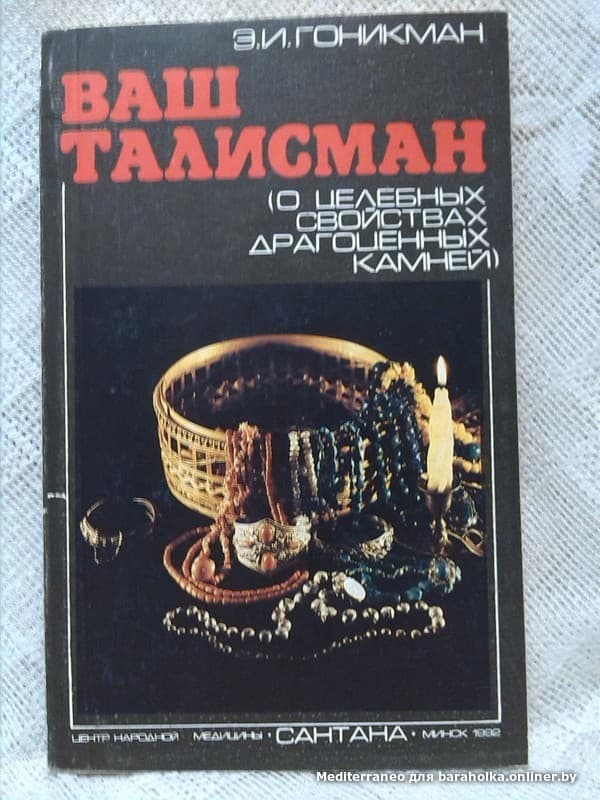 Э.И. ГОНИКМАН
ВАШ
ТАЛИСМАН
(О ЦЕЛЕБНЫХ
СВОЙСТВАХ
ДРАГОЦЕННЫХ
КАМНЕЙ)
ЦЕНТР НАРОДНОЙ МЕДИЦИНЫ · САНТАНА · МИНСК 1992
Mediterraneo для baraholka.onliner.by